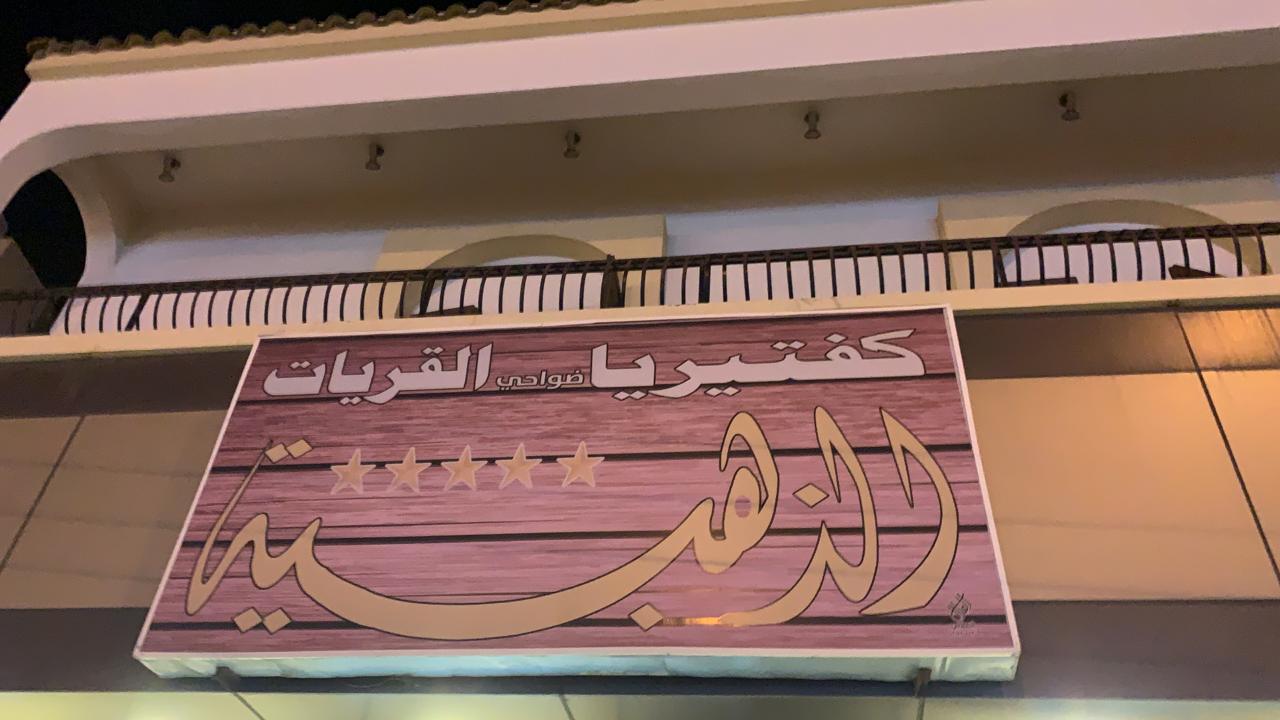 كفتيريا ضواحي القريات
الذهبية